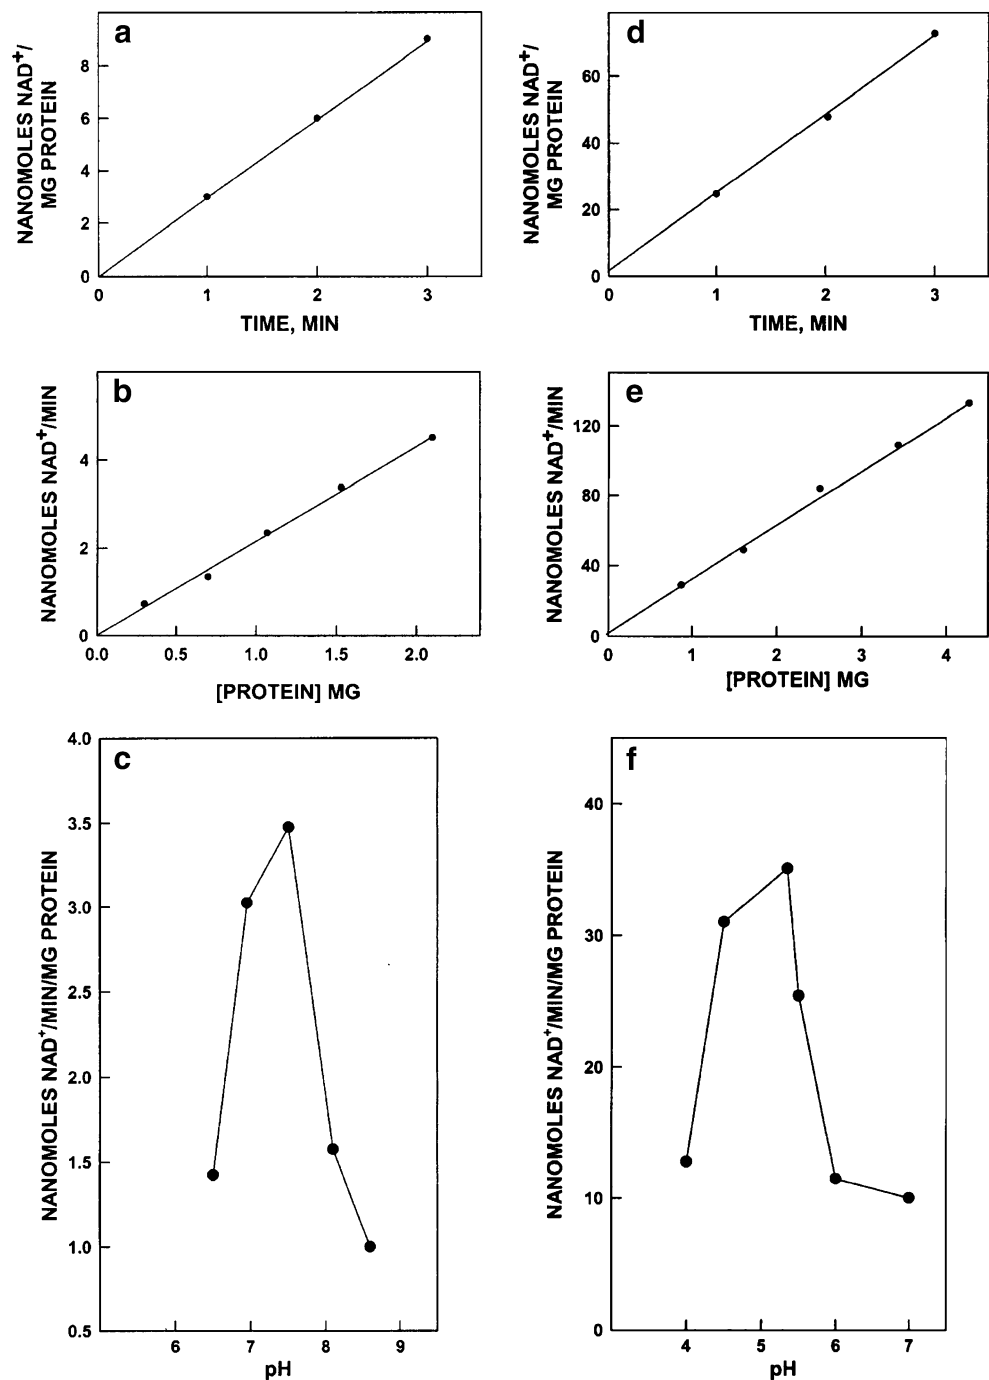 a
NANOMOLES NAD+/
MG PROTEIN
8
6
4
2
0
0 1 2 3
TIME, MIN
d
NANOMOLES NAD+/
MG PROTEIN
60
40
20
0
0 1 2 3
TIME, MIN
b
NANOMOLES NAD+/MIN
4
2
0
0.0 0.5 1.0 1.5 2.0
[PROTEIN] MG
e
NANOMOLES NAD+/MIN
120
80
40
0
0 1 2 3 4
[PROTEIN] MG
c
NANOMOLES NAD+/MIN/MG PROTEIN
4.0
3.5
3.0
2.5
2.0
1.5
1.0
0.5
6 7 8 9
pH
f
NANOMOLES NAD+/MIN/MG PROTEIN
40
30
20
10
0
4 5 6 7
pH